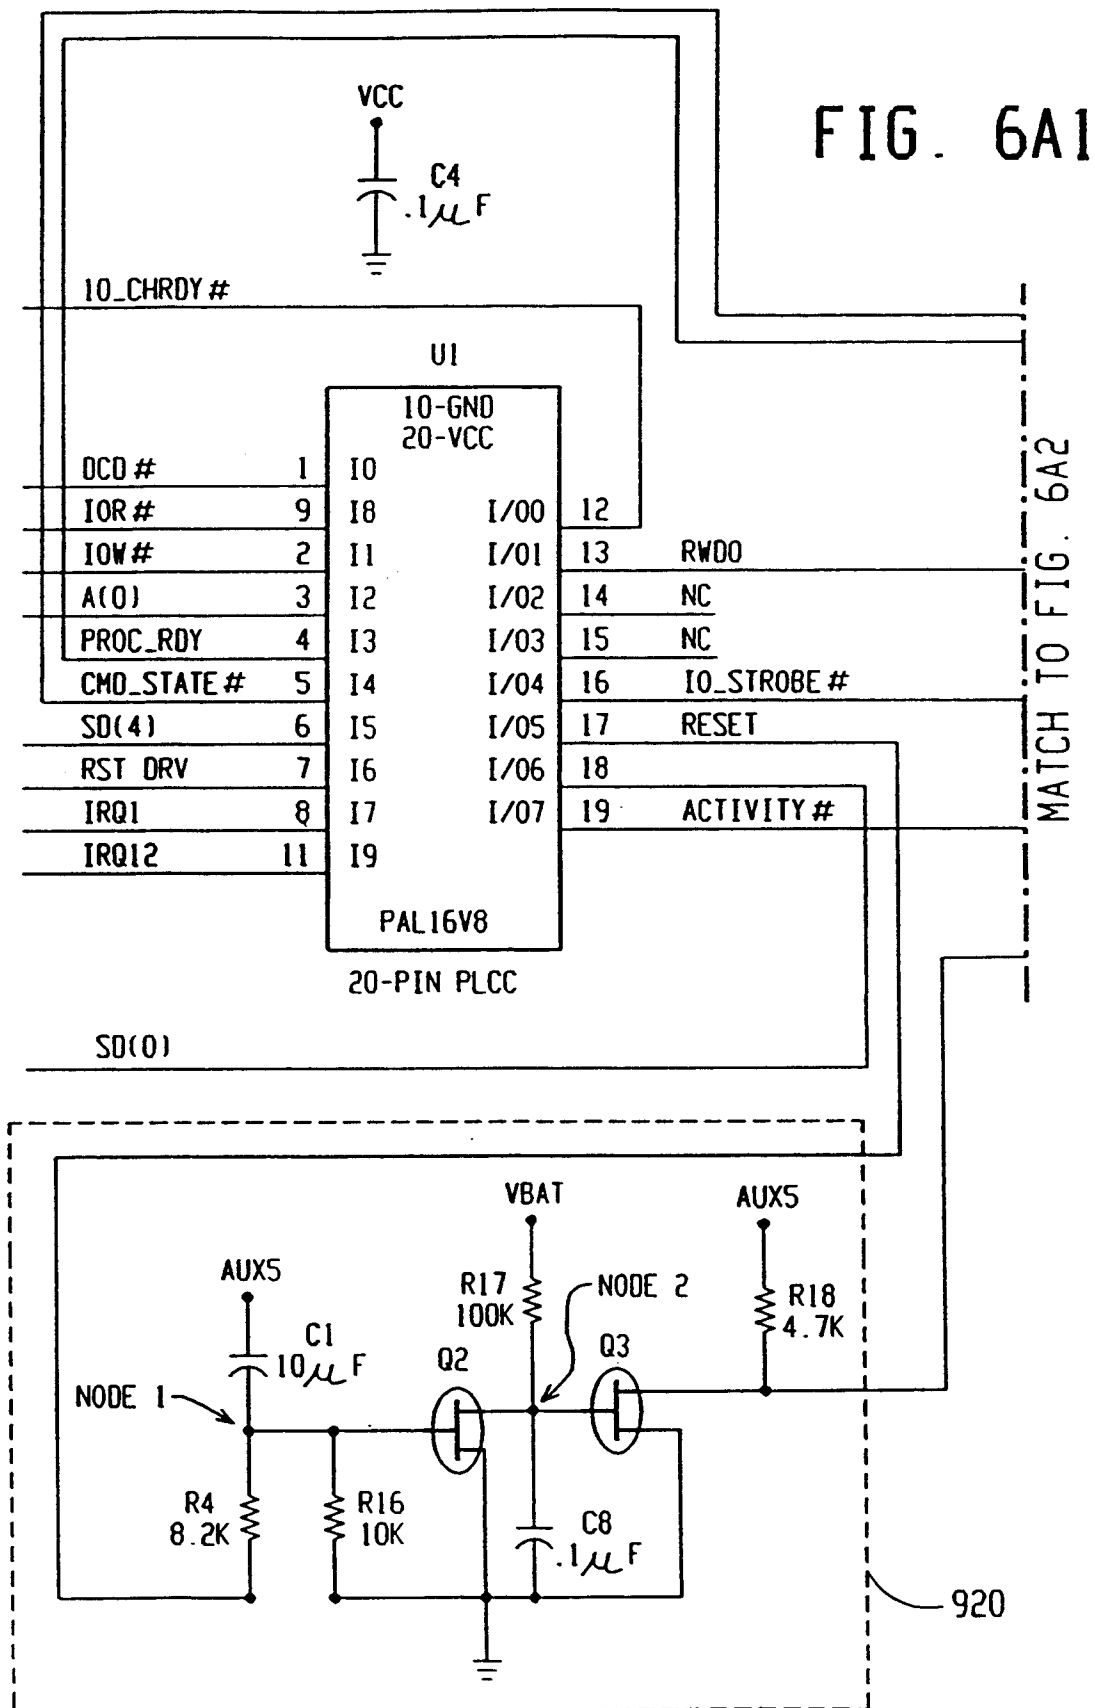 FIG. 6A1
VCC
C4
.1μF
IO_CHRDY#
U1
10-GND
20-VCC
DCD# 1 I0
IOR# 9 I8 I/O0 12
IOW# 2 I1 I/O1 13 RWD0
A(0) 3 I2 I/O2 14 NC
PROC_RDY 4 I3 I/O3 15 NC
CMD_STATE# 5 I4 I/O4 16 IO_STROBE#
SD(4) 6 I5 I/O5 17 RESET
RST DRV 7 I6 I/O6 18
IRQ1 8 I7 I/O7 19 ACTIVITY#
IRQ12 11 I9
PAL16V8
20-PIN PLCC
MATCH TO FIG. 6A2
SD(0)
VBAT
AUX5
AUX5
R17
100K
NODE 2
R18
4.7K
C1
10μF
Q2
Q3
NODE 1
R4
8.2K
R16
10K
C8
.1μF
920